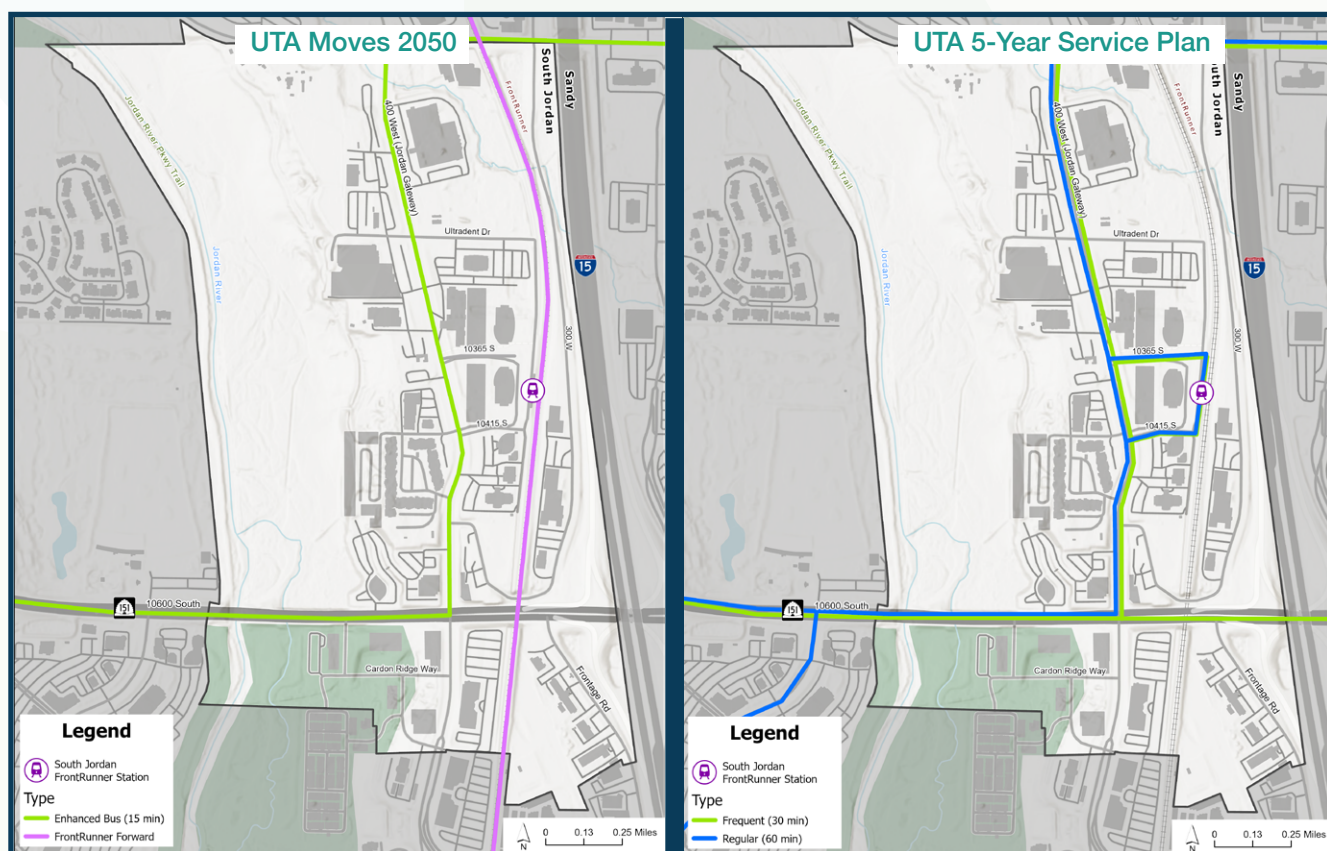 UTA Moves 2050
Jordan River Pkwy Trail
400 West (Jordan Gateway)
FrontRunner
South Jordan
Sandy
Ultradent Dr
Jordan River
15
300 W
10365 S
10415 S
151
10600 South
Cardon Ridge Way
Frontage Rd
Legend
South Jordan
FrontRunner Station
Type
Enhanced Bus (15 min)
FrontRunner Forward
N
0 0.13 0.25 Miles
UTA 5-Year Service Plan
Jordan River Pkwy Trail
400 West (Jordan Gateway)
FrontRunner
South Jordan
Sandy
Ultradent Dr
Jordan River
15
300 W
10365 S
10415 S
151
10600 South
Cardon Ridge Way
Frontage Rd
Legend
South Jordan
FrontRunner Station
Type
Frequent (30 min)
Regular (60 min)
N
0 0.13 0.25 Miles